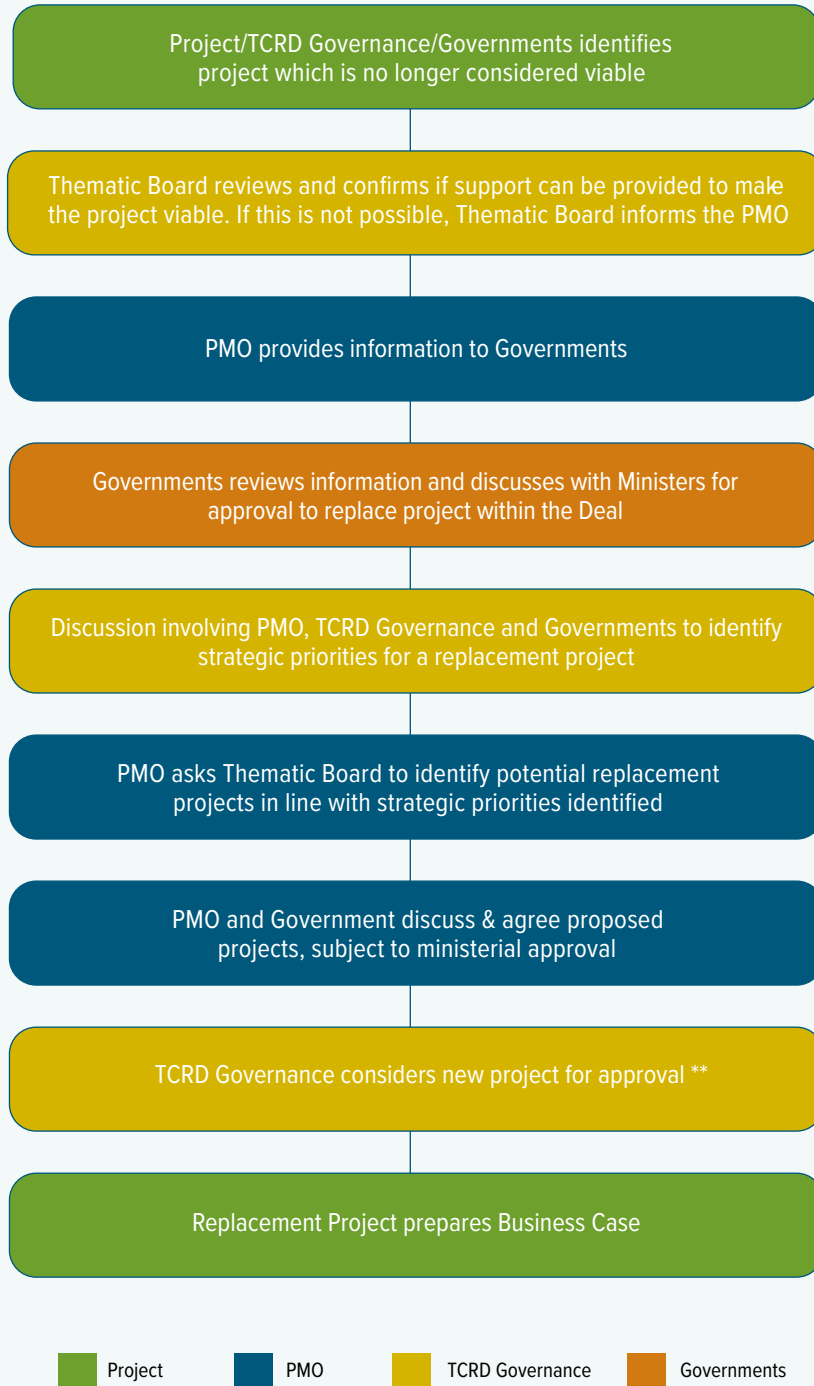 Project/TCRD Governance/Governments identifies
project which is no longer considered viable
Thematic Board reviews and confirms if support can be provided to make
the project viable. If this is not possible, Thematic Board informs the PMO
PMO provides information to Governments
Governments reviews information and discusses with Ministers for
approval to replace project within the Deal
Discussion involving PMO, TCRD Governance and Governments to identify
strategic priorities for a replacement project
PMO asks Thematic Board to identify potential replacement
projects in line with strategic priorities identified
PMO and Government discuss & agree proposed
projects, subject to ministerial approval
TCRD Governance considers new project for approval **
Replacement Project prepares Business Case
Project PMO TCRD Governance Governments